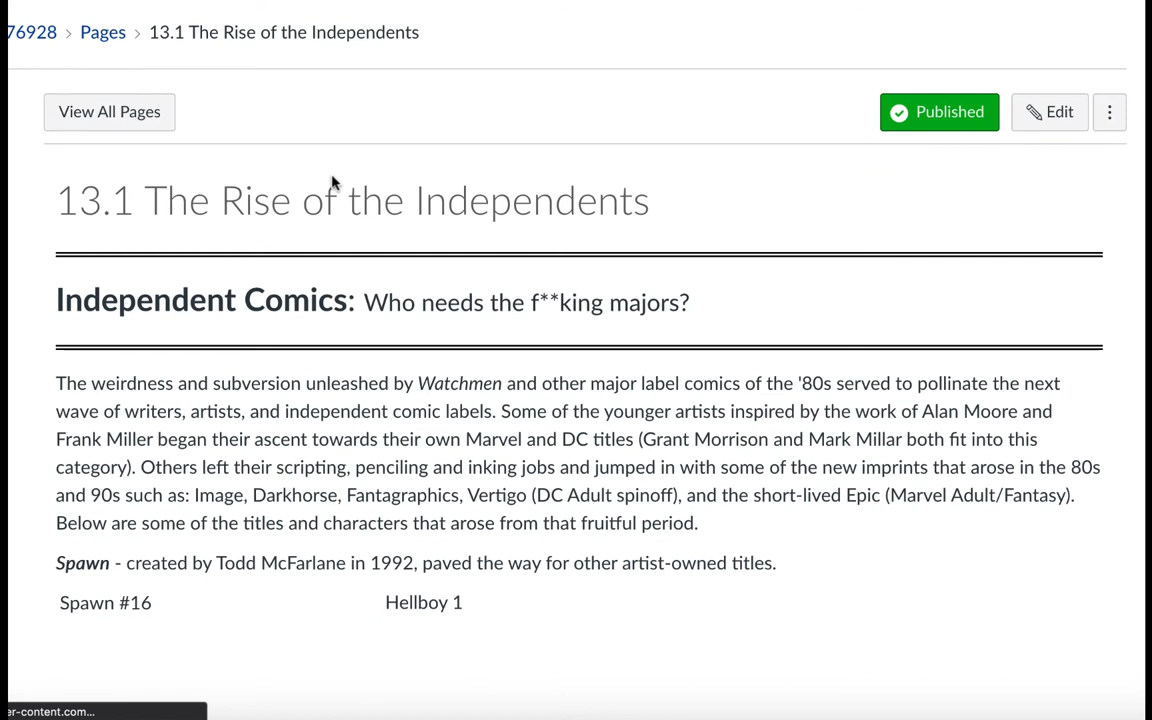 76928 > Pages > 13.1 The Rise of the Independents
View All Pages
Published
Edit
13.1 The Rise of the Independents
Independent Comics: Who needs the f**king majors?
The weirdness and subversion unleashed by Watchmen and other major label comics of the '80s served to pollinate the next
wave of writers, artists, and independent comic labels. Some of the younger artists inspired by the work of Alan Moore and
Frank Miller began their ascent towards their own Marvel and DC titles (Grant Morrison and Mark Millar both fit into this
category). Others left their scripting, penciling and inking jobs and jumped in with some of the new imprints that arose in the 80s
and 90s such as: Image, Darkhorse, Fantagraphics, Vertigo (DC Adult spinoff), and the short-lived Epic (Marvel Adult/Fantasy).
Below are some of the titles and characters that arose from that fruitful period.
Spawn - created by Todd McFarlane in 1992, paved the way for other artist-owned titles.
Spawn #16
Hellboy 1
er-content.com...